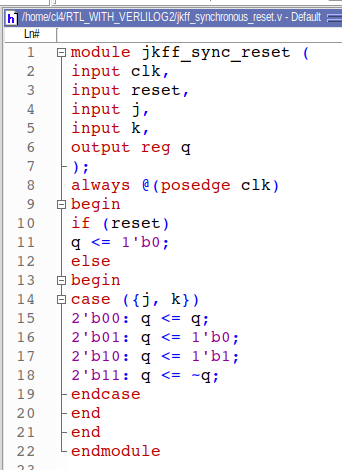 h /home/cl4/RTL_WITH_VERLILOG2/jkff_synchronous_reset.v - Default
Ln#
1 module jkff_sync_reset (
2 input clk,
3 input reset,
4 input j,
5 input k,
6 output reg q
7 );
8 always @(posedge clk)
9 begin
10 if (reset)
11 q <= 1'b0;
12 else
13 begin
14 case ({j, k})
15 2'b00: q <= q;
16 2'b01: q <= 1'b0;
17 2'b10: q <= 1'b1;
18 2'b11: q <= ~q;
19 endcase
20 end
21 end
22 endmodule
23